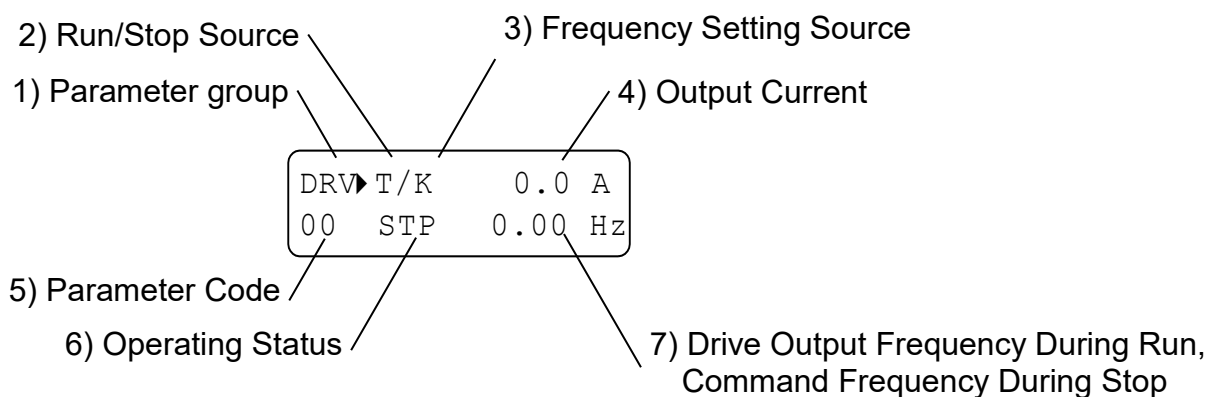 2) Run/Stop Source
3) Frequency Setting Source
1) Parameter group
4) Output Current
DRV▶T/K 0.0 A
00 STP 0.00 Hz
5) Parameter Code
6) Operating Status
7) Drive Output Frequency During Run,
Command Frequency During Stop